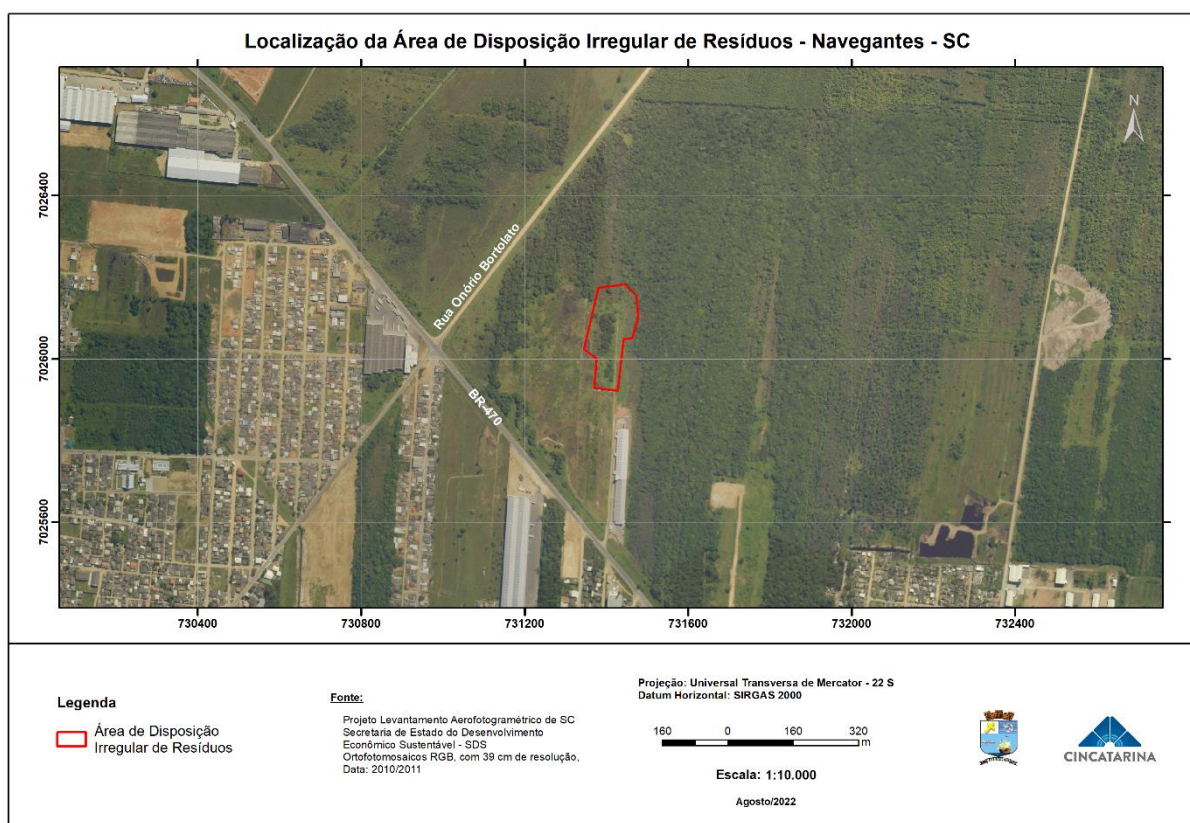 Localização da Área de Disposição Irregular de Resíduos - Navegantes - SC
N
7026400
7026000
7025600
Rua Onório Bortolato
BR-470
730400
730800
731200
731600
732000
732400
Legenda
Área de Disposição
Irregular de Resíduos
Fonte:
Projeto Levantamento Aerofotogramétrico de SC
Secretaria de Estado do Desenvolvimento
Econômico Sustentável - SDS
Ortofotomosaicos RGB, com 39 cm de resolução,
Data: 2010/2011
Projeção: Universal Transversa de Mercator - 22 S
Datum Horizontal: SIRGAS 2000
160 0 160 320
m
Escala: 1:10.000
Agosto/2022
CINCATARINA